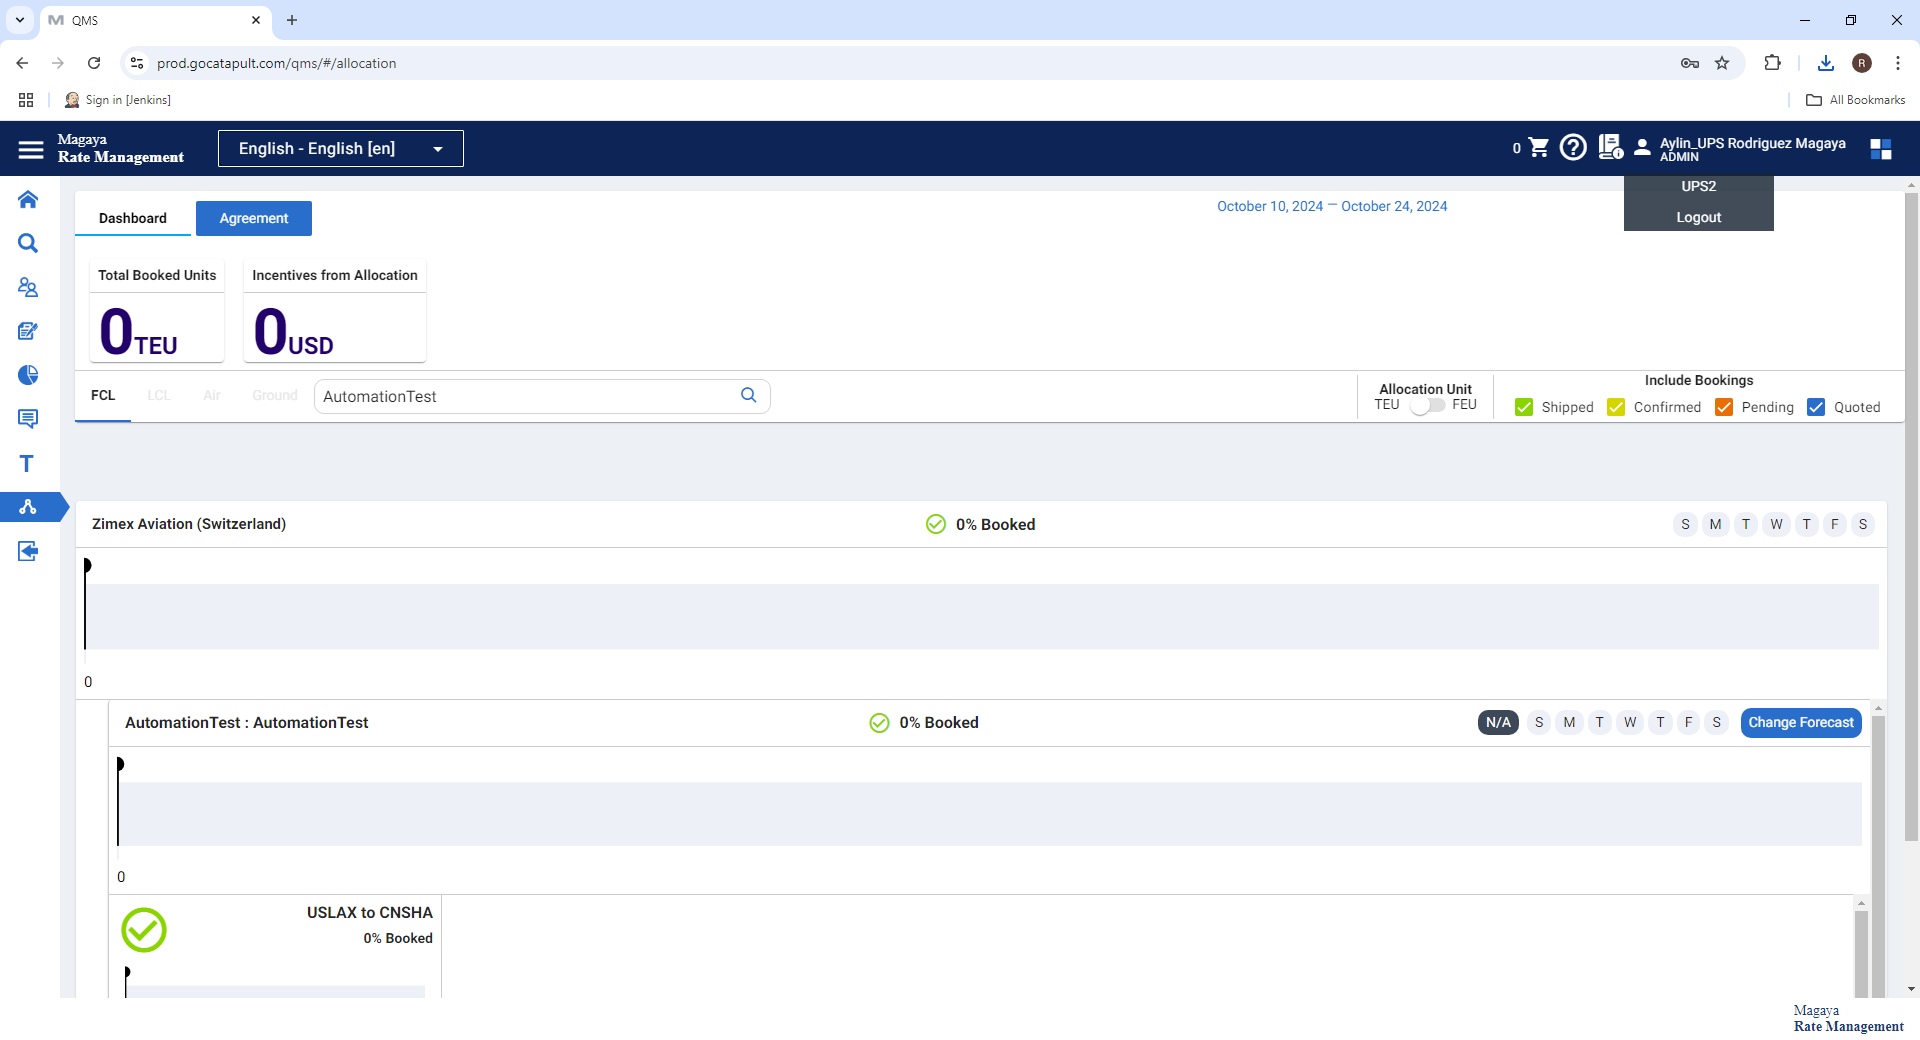 QMS
prod.gocatapult.com/qms/#/allocation
R
Sign in [Jenkins]
All Bookmarks
Magaya
Rate Management
English - English [en]
0
Aylin_UPS Rodriguez Magaya
ADMIN
UPS2
Logout
Dashboard
Agreement
October 10, 2024 — October 24, 2024
Total Booked Units
0TEU
Incentives from Allocation
0USD
FCL
LCL
Air
Ground
AutomationTest
Allocation Unit
TEU
FEU
Include Bookings
Shipped
Confirmed
Pending
Quoted
T
Zimex Aviation (Switzerland)
0% Booked
S M T W T F S
0
AutomationTest : AutomationTest
0% Booked
N/A S M T W T F S
Change Forecast
0
USLAX to CNSHA
0% Booked
Magaya
Rate Management